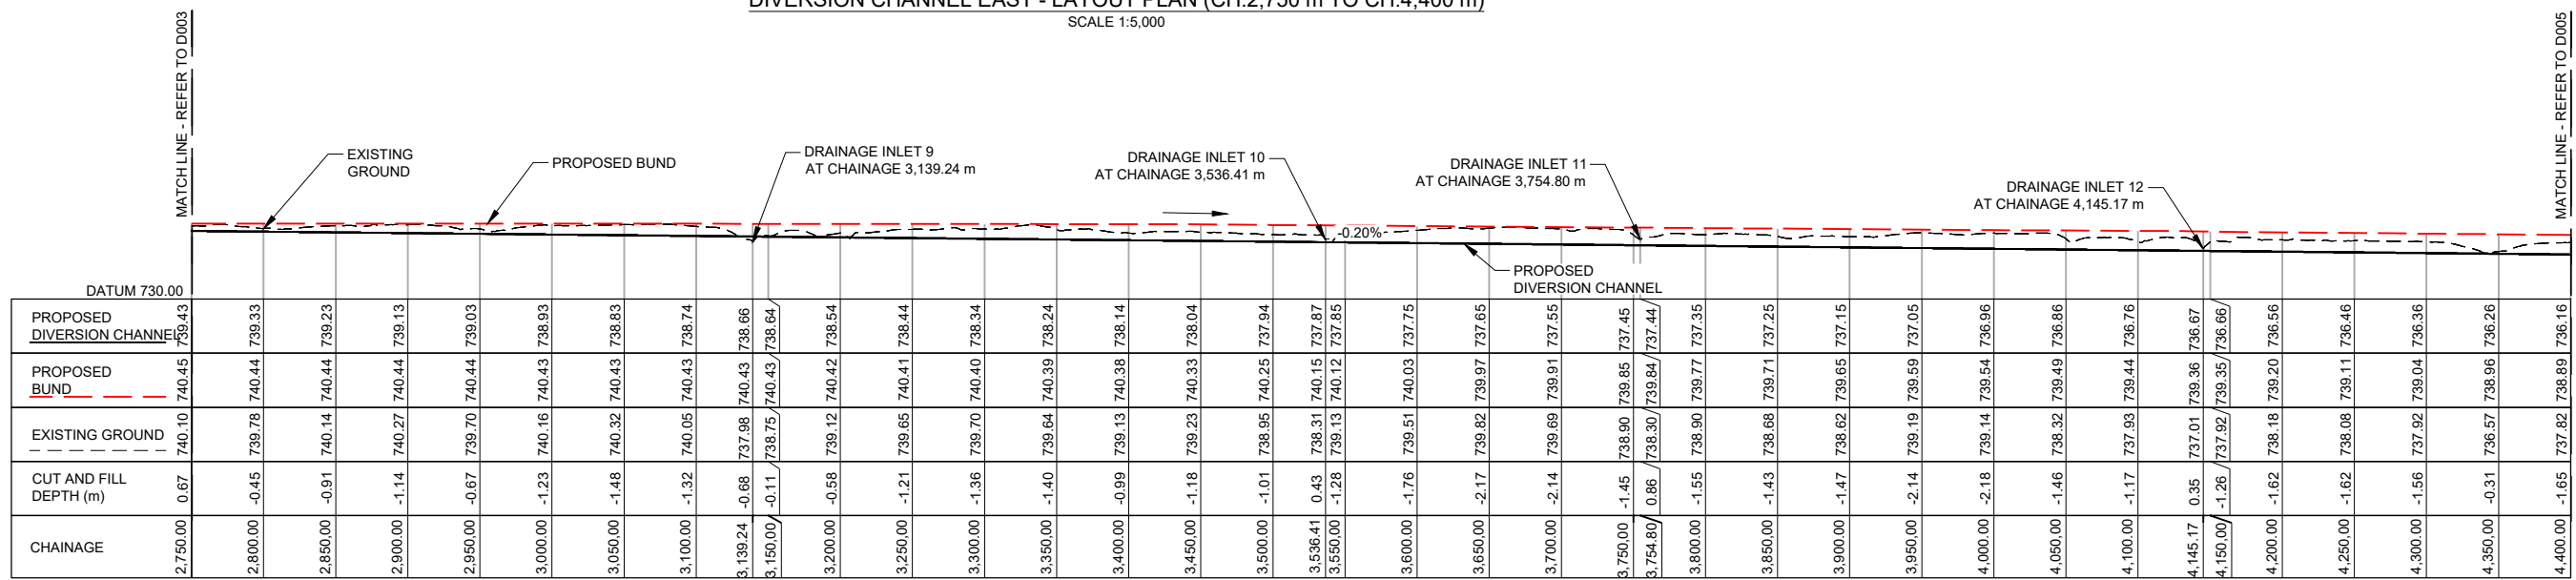 DIVERSION CHANNEL EAST - LAYOUT PLAN (CH.2,750 m TO CH.4,400 m)
SCALE 1:5,000
MATCH LINE - REFER TO D003
MATCH LINE - REFER TO D005
EXISTING
GROUND
PROPOSED BUND
DRAINAGE INLET 9
AT CHAINAGE 3,139.24 m
DRAINAGE INLET 10
AT CHAINAGE 3,536.41 m
DRAINAGE INLET 11
AT CHAINAGE 3,754.80 m
DRAINAGE INLET 12
AT CHAINAGE 4,145.17 m
-0.20%
PROPOSED
DIVERSION CHANNEL
DATUM 730.00
PROPOSED
DIVERSION CHANNEL
739.43 739.33 739.23 739.13 739.03 738.93 738.83 738.74 738.66 738.64 738.54 738.44 738.34 738.24 738.14 738.04 737.94 737.87 737.85 737.75 737.65 737.55 737.45 737.44 737.35 737.25 737.15 737.05 736.96 736.86 736.76 736.67 736.66 736.56 736.46 736.36 736.26 736.16
PROPOSED
BUND
740.45 740.44 740.44 740.44 740.44 740.43 740.43 740.43 740.43 740.43 740.42 740.41 740.40 740.39 740.38 740.33 740.25 740.15 740.12 740.03 739.97 739.91 739.85 739.84 739.77 739.71 739.65 739.59 739.54 739.49 739.44 739.36 739.35 739.20 739.11 739.04 738.96 738.89
EXISTING GROUND
740.10 739.78 740.14 740.27 739.70 740.16 740.32 740.05 737.98 738.75 739.12 739.65 739.70 739.64 739.13 739.23 738.95 738.31 739.13 739.51 739.82 739.69 738.90 738.30 738.90 738.68 738.62 739.19 739.14 738.32 737.93 737.01 737.92 738.18 738.08 737.92 736.57 737.82
CUT AND FILL
DEPTH (m)
0.67 -0.45 -0.91 -1.14 -0.67 -1.23 -1.48 -1.32 -0.68 -0.11 -0.58 -1.21 -1.36 -1.40 -0.99 -1.18 -1.01 0.43 -1.28 -1.76 -2.17 -2.14 -1.45 0.86 -1.55 -1.43 -1.47 -2.14 -2.18 -1.46 -1.17 0.35 -1.26 -1.62 -1.62 -1.56 -0.31 -1.65
CHAINAGE
2,750.00 2,800.00 2,850,00 2,900.00 2,950,00 3,000.00 3,050,00 3,100.00 3,139.24 3,150,00 3,200.00 3,250,00 3,300.00 3,350,00 3,400.00 3,450,00 3,500.00 3,536.41 3,550,00 3,600.00 3,650,00 3,700.00 3,750,00 3,754.80 3,800.00 3,850,00 3,900.00 3,950,00 4,000.00 4,050,00 4,100.00 4,145.17 4,150,00 4,200.00 4,250,00 4,300.00 4,350,00 4,400.00